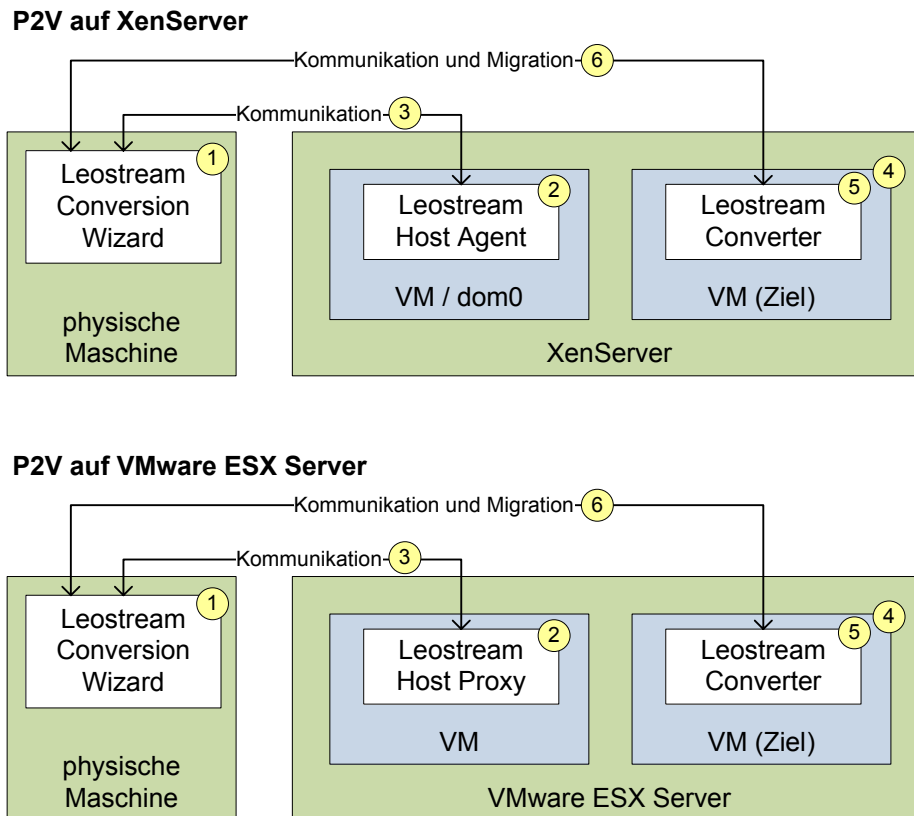 P2V auf XenServer
Kommunikation und Migration 6
Kommunikation 3
1
Leostream
Conversion
Wizard
physische
Maschine
2
Leostream
Host Agent
VM / dom0
4
5
Leostream
Converter
VM (Ziel)
XenServer
P2V auf VMware ESX Server
Kommunikation und Migration 6
Kommunikation 3
1
Leostream
Conversion
Wizard
physische
Maschine
2
Leostream
Host Proxy
VM
4
5
Leostream
Converter
VM (Ziel)
VMware ESX Server